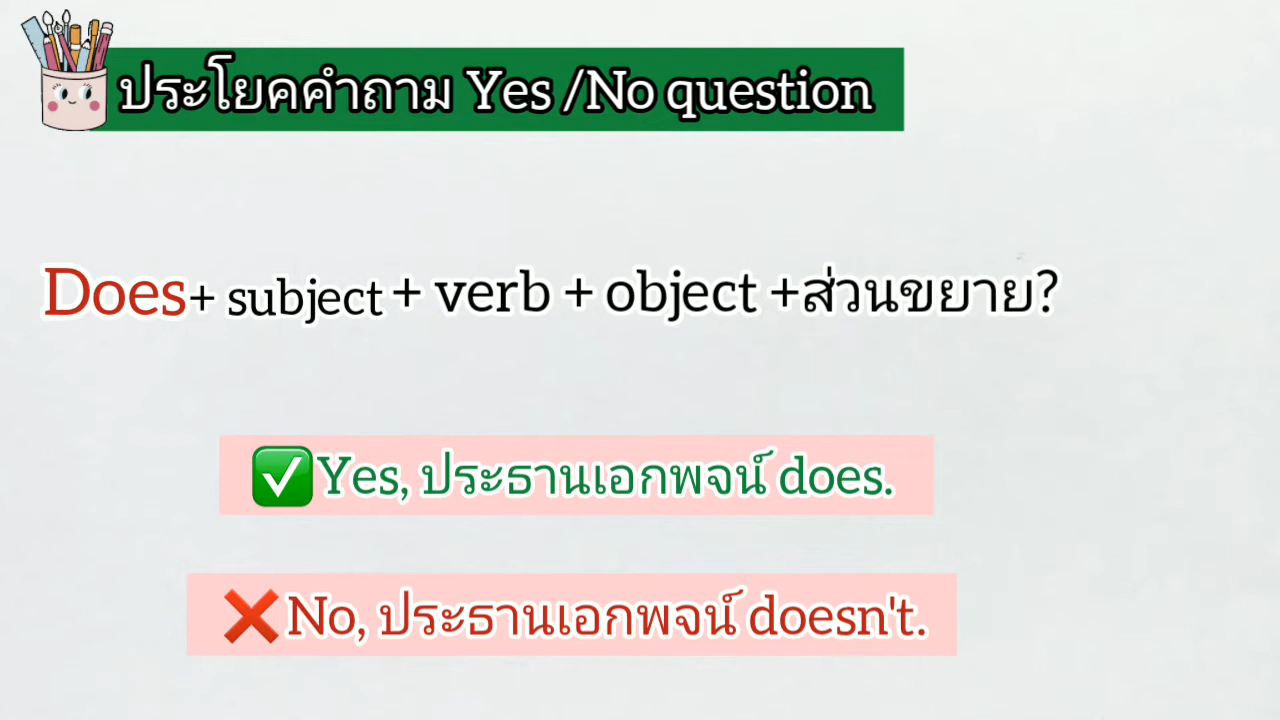 ประโยคคำถาม Yes /No question
Does+ subject + verb + object +ส่วนขยาย?
✅Yes, ประธานเอกพจน์ does.
❌No, ประธานเอกพจน์ doesn't.